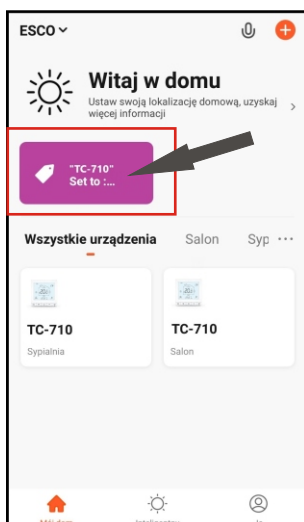 ESCO
Witaj w domu
Ustaw swoją lokalizację domową, uzyskaj
więcej informacji
"TC-710"
Set to :...
Wszystkie urządzenia Salon Syp ...
TC-710
Sypialnia
TC-710
Salon